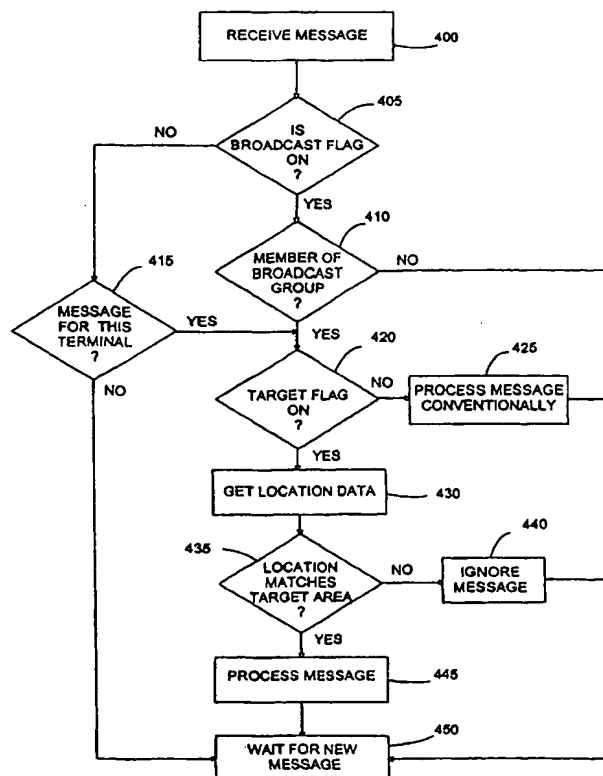 RECEIVE MESSAGE
400
405
NO
IS
BROADCAST FLAG
ON
?
YES
410
415
MEMBER OF
BROADCAST
GROUP
?
NO
MESSAGE
FOR THIS
TERMINAL
?
YES
YES
420
425
NO
TARGET FLAG
ON
?
NO
PROCESS MESSAGE
CONVENTIONALLY
YES
GET LOCATION DATA
430
435
440
LOCATION
MATCHES
TARGET AREA
?
NO
IGNORE
MESSAGE
YES
PROCESS MESSAGE
445
450
WAIT FOR NEW
MESSAGE